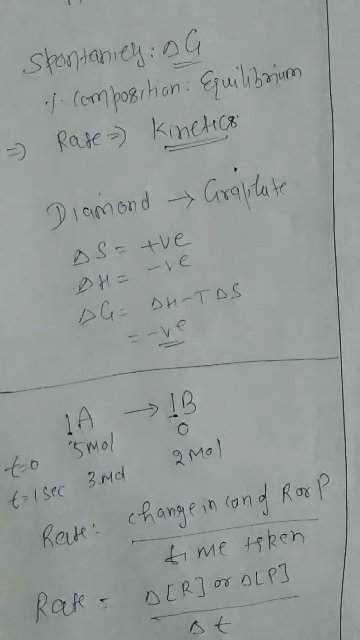 Spontaniety: ΔG
% Composition: Equilibrium
⇒ Rate ⇒ Kinetics
Diamond → Graphite
ΔS = +ve
ΔH = -ve
ΔG = ΔH-TΔS
= -ve
1A → 1B
t=0 5mol 0
t=1sec 3mol 2mol
Rate: change in conc of R or P
time taken
Rate = Δ[R] or Δ[P]
Δt